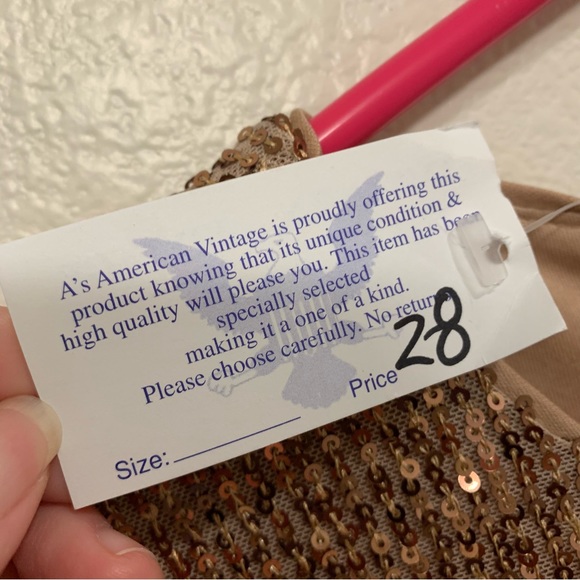 A's American Vintage is proudly offering this
product knowing that its unique condition &
high quality will please you. This item has been
specially selected
making it a one of a kind.
Please choose carefully. No returns
Price 28
Size: